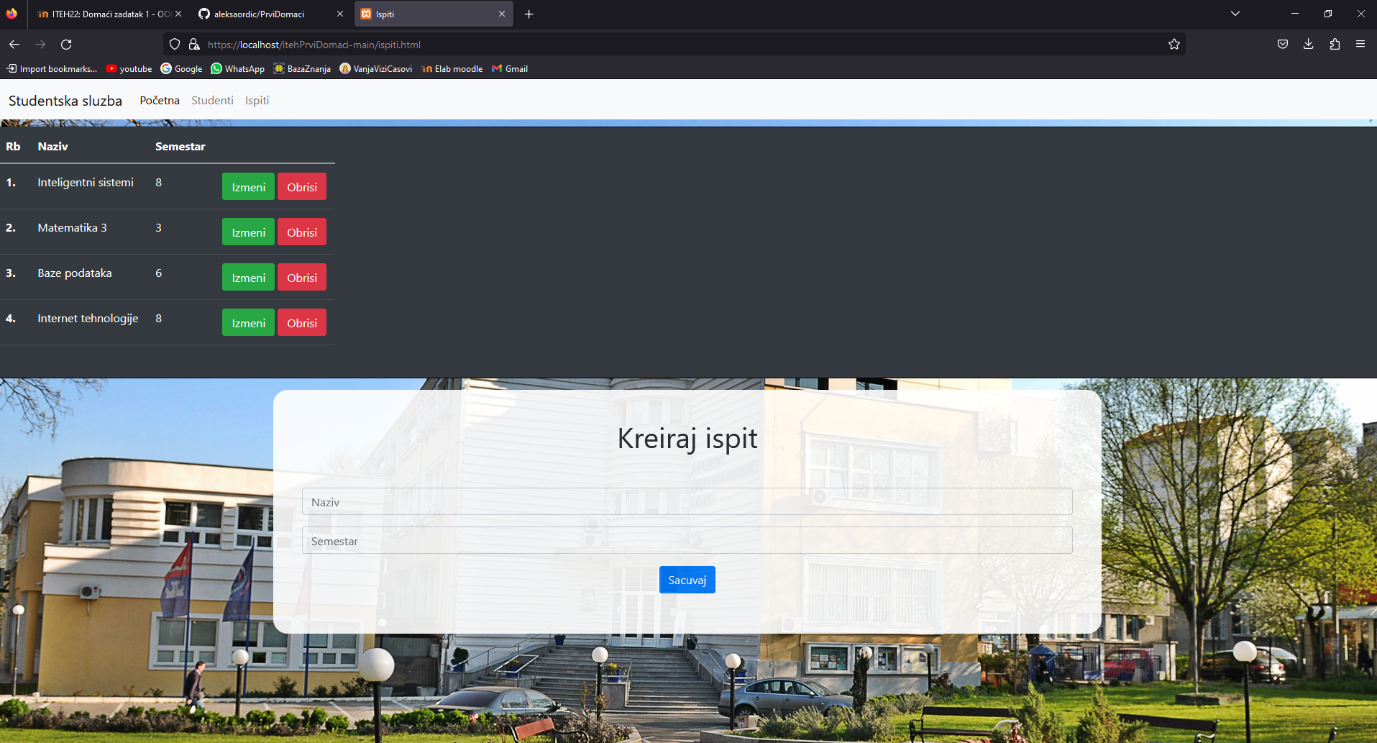 ITEH22: Domaći zadatak 1 - OO
aleksaordic/PrviDomaci
Ispiti
https://localhost/itehPrviDomaci-main/ispiti.html
Import bookmarks... youtube Google WhatsApp BazaZnanja VanjaViziCasovi Elab moodle Gmail
Studentska sluzba Početna Studenti Ispiti
Rb Naziv Semestar
1. Inteligentni sistemi 8 Izmeni Obrisi
2. Matematika 3 3 Izmeni Obrisi
3. Baze podataka 6 Izmeni Obrisi
4. Internet tehnologije 8 Izmeni Obrisi
Kreiraj ispit
Naziv
Semestar
Sacuvaj